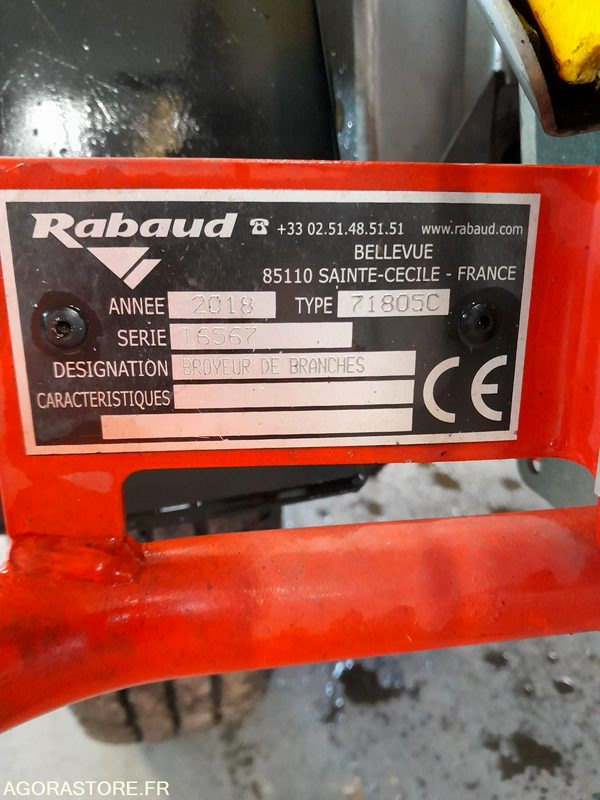 Rabaud ☎ +33 02.51.48.51.51 www.rabaud.com
BELLEVUE
85110 SAINTE-CECILE - FRANCE
ANNEE 2018 TYPE 71805C
SERIE T6567
DESIGNATION BROYEUR DE BRANCHES
CARACTERISTIQUES
CE
AGORASTORE.FR